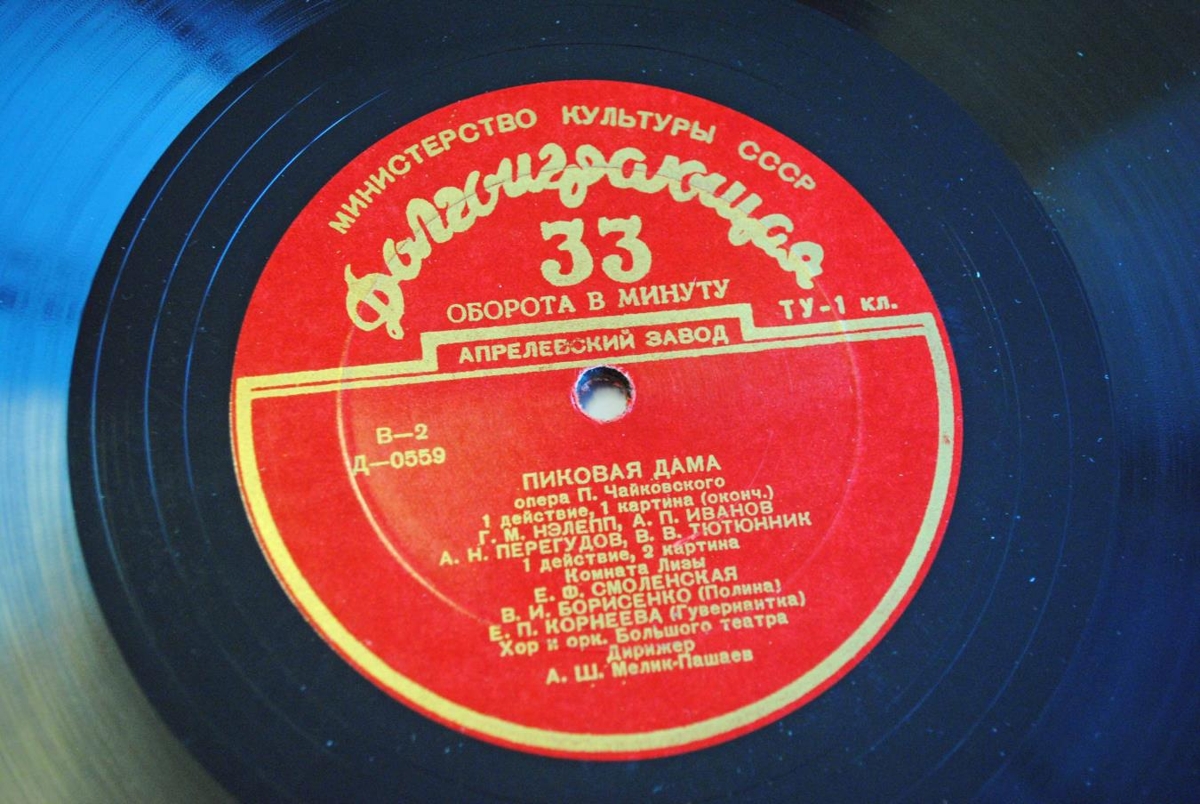 МИНИСТЕРСТВО КУЛЬТУРЫ СССР
Долгоиграющая
33
ОБОРОТА В МИНУТУ
ТУ-1 кл.
АПРЕЛЕВСКИЙ ЗАВОД
В—2
Д—0559
ПИКОВАЯ ДАМА
опера П. Чайковского
1 действие, 1 картина (оконч.)
Г. М. НЭЛЕПП, А. П. ИВАНОВ
А. Н. ПЕРЕГУДОВ, В. В. ТЮТЮННИК
1 действие, 2 картина
Комната Лизы
Е. Ф. СМОЛЕНСКАЯ
В. И. БОРИСЕНКО (Полина)
Е. П. КОРНЕЕВА (Гувернантка)
Хор и орк. Большого театра
Дирижер
А. Ш. Мелик-Пашаев